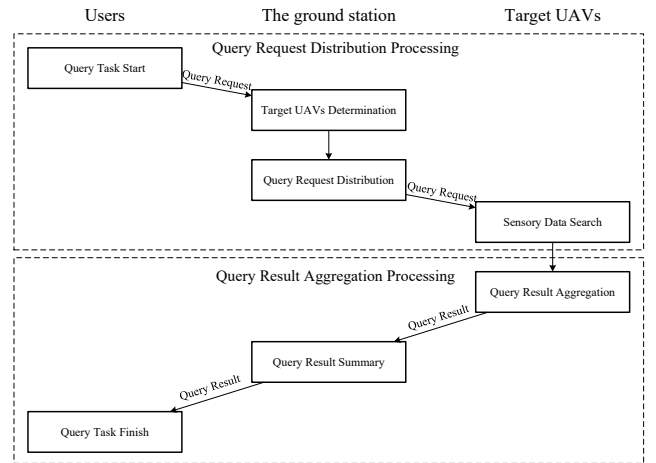 Users The ground station Target UAVs
Query Request Distribution Processing
Query Task Start
Query Request
Target UAVs Determination
Query Request Distribution
Query Request
Sensory Data Search
Query Result Aggregation Processing
Query Result Aggregation
Query Result
Query Result Summary
Query Result
Query Task Finish